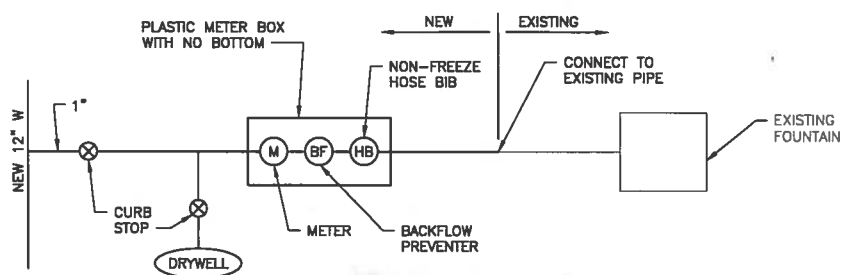 PLASTIC METER BOX
WITH NO BOTTOM
NEW
EXISTING
NON-FREEZE
HOSE BIB
CONNECT TO
EXISTING PIPE
1"
NEW 12" W
M
BF
HB
EXISTING
FOUNTAIN
CURB
STOP
METER
BACKFLOW
PREVENTER
DRYWELL